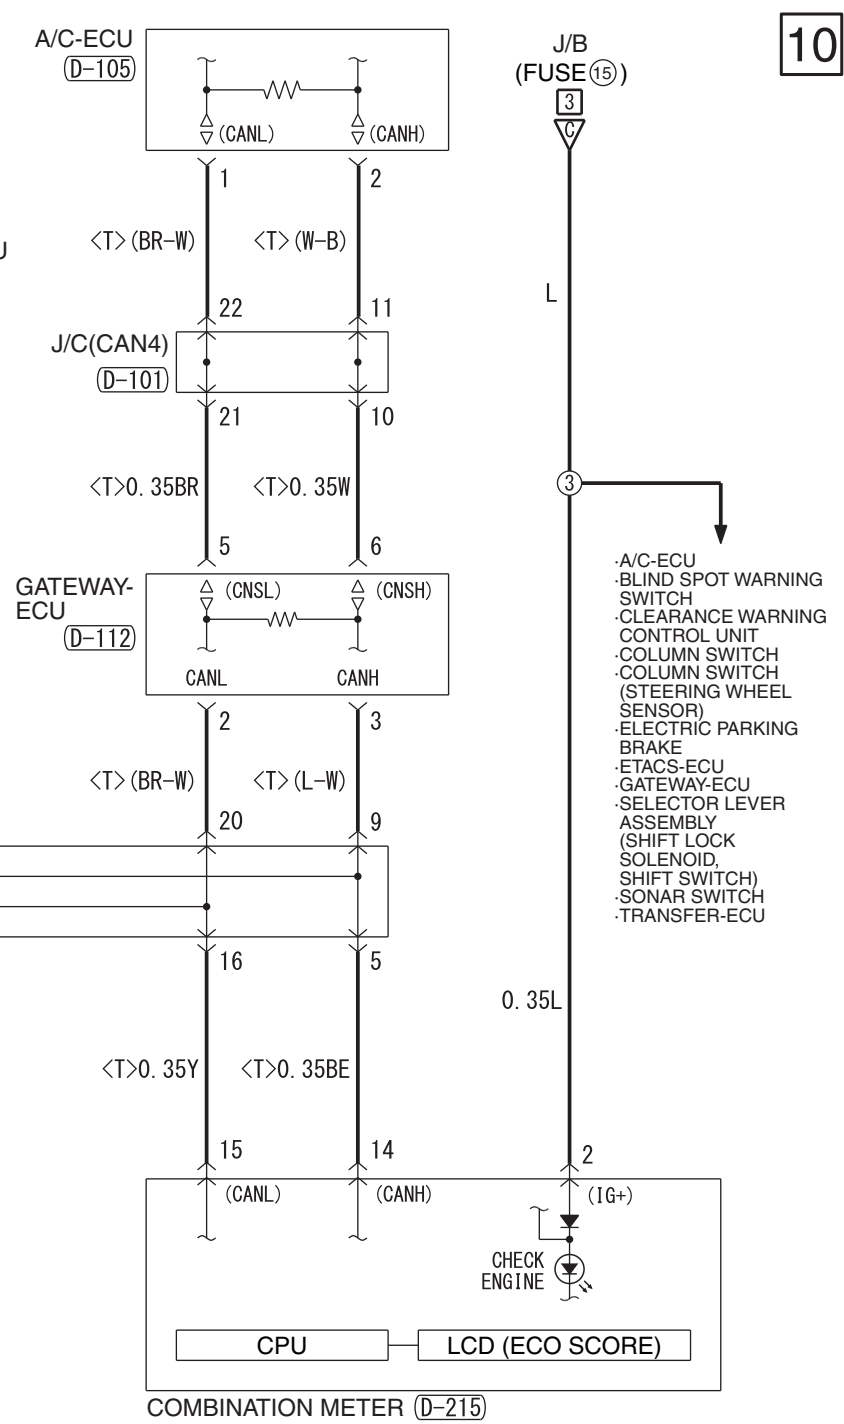 10
A/C-ECU
(D-105)
J/B
(FUSE⑮)
3
C
(CANL)
(CANH)
1
2
<T>(BR-W)
<T>(W-B)
U
L
22
11
J/C(CAN4)
(D-101)
21
10
<T>0.35BR
<T>0.35W
3
5
6
GATEWAY-
ECU
(D-112)
(CNSL)
(CNSH)
CANL
CANH
·A/C-ECU
·BLIND SPOT WARNING
SWITCH
·CLEARANCE WARNING
CONTROL UNIT
·COLUMN SWITCH
·COLUMN SWITCH
(STEERING WHEEL
SENSOR)
·ELECTRIC PARKING
BRAKE
·ETACS-ECU
·GATEWAY-ECU
·SELECTOR LEVER
ASSEMBLY
(SHIFT LOCK
SOLENOID,
SHIFT SWITCH)
·SONAR SWITCH
·TRANSFER-ECU
2
3
<T>(BR-W)
<T>(L-W)
20
9
16
5
0.35L
<T>0.35Y
<T>0.35BE
15
14
2
(CANL)
(CANH)
(IG+)
CHECK
ENGINE
CPU
LCD (ECO SCORE)
COMBINATION METER (D-215)